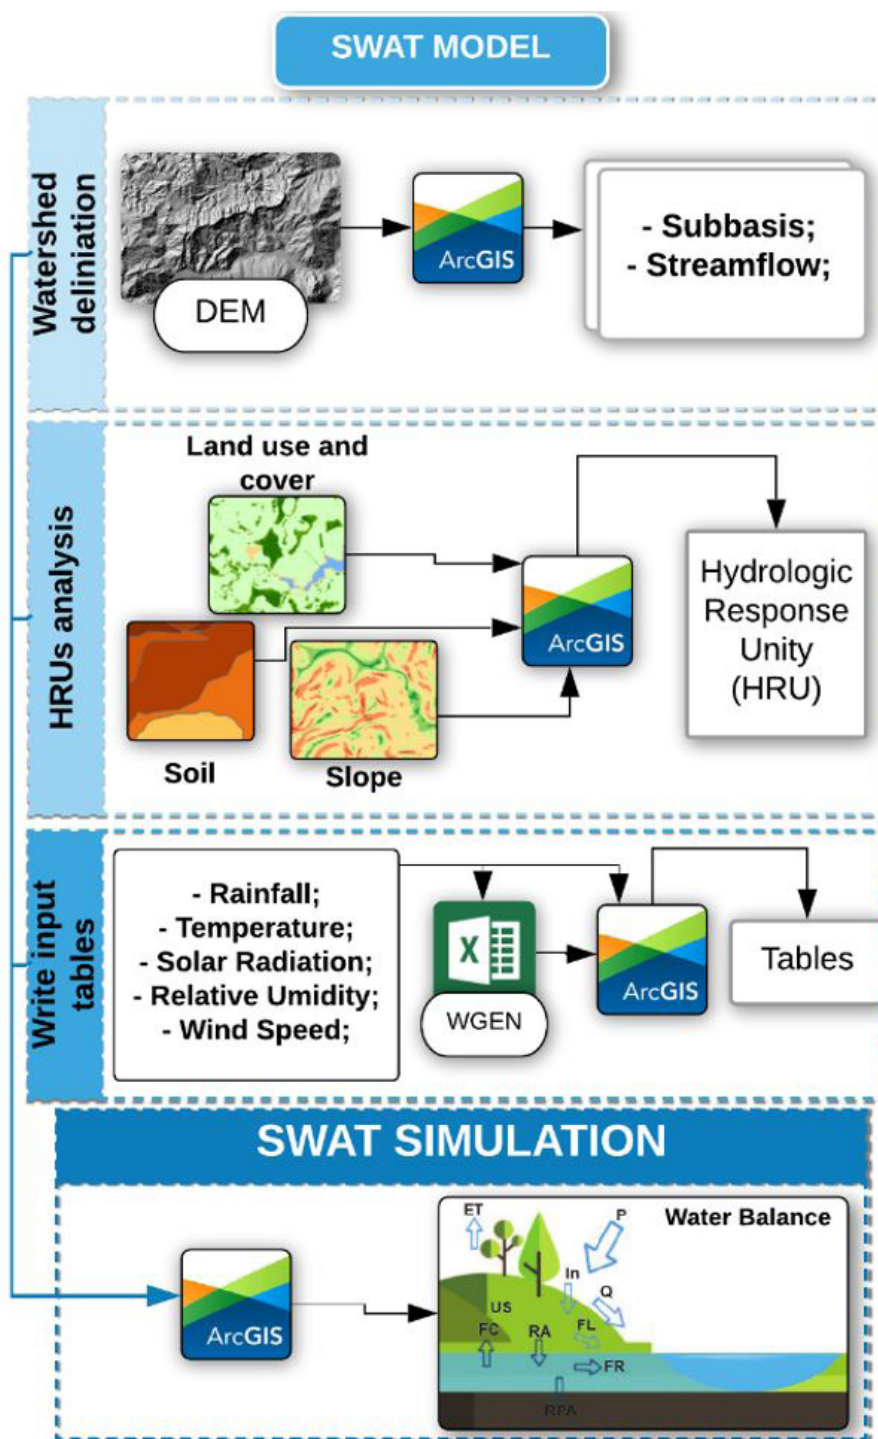 SWAT MODEL
Watershed
deliniation
DEM
ArcGIS
- Subbasis;
- Streamflow;
HRUs analysis
Land use and
cover
Soil
Slope
ArcGIS
Hydrologic
Response
Unity
(HRU)
Write input
tables
- Rainfall;
- Temperature;
- Solar Radiation;
- Relative Umidity;
- Wind Speed;
X
WGEN
ArcGIS
Tables
SWAT SIMULATION
ArcGIS
Water Balance
ET
P
In
Q
US
FC
RA
FL
FR
RPA